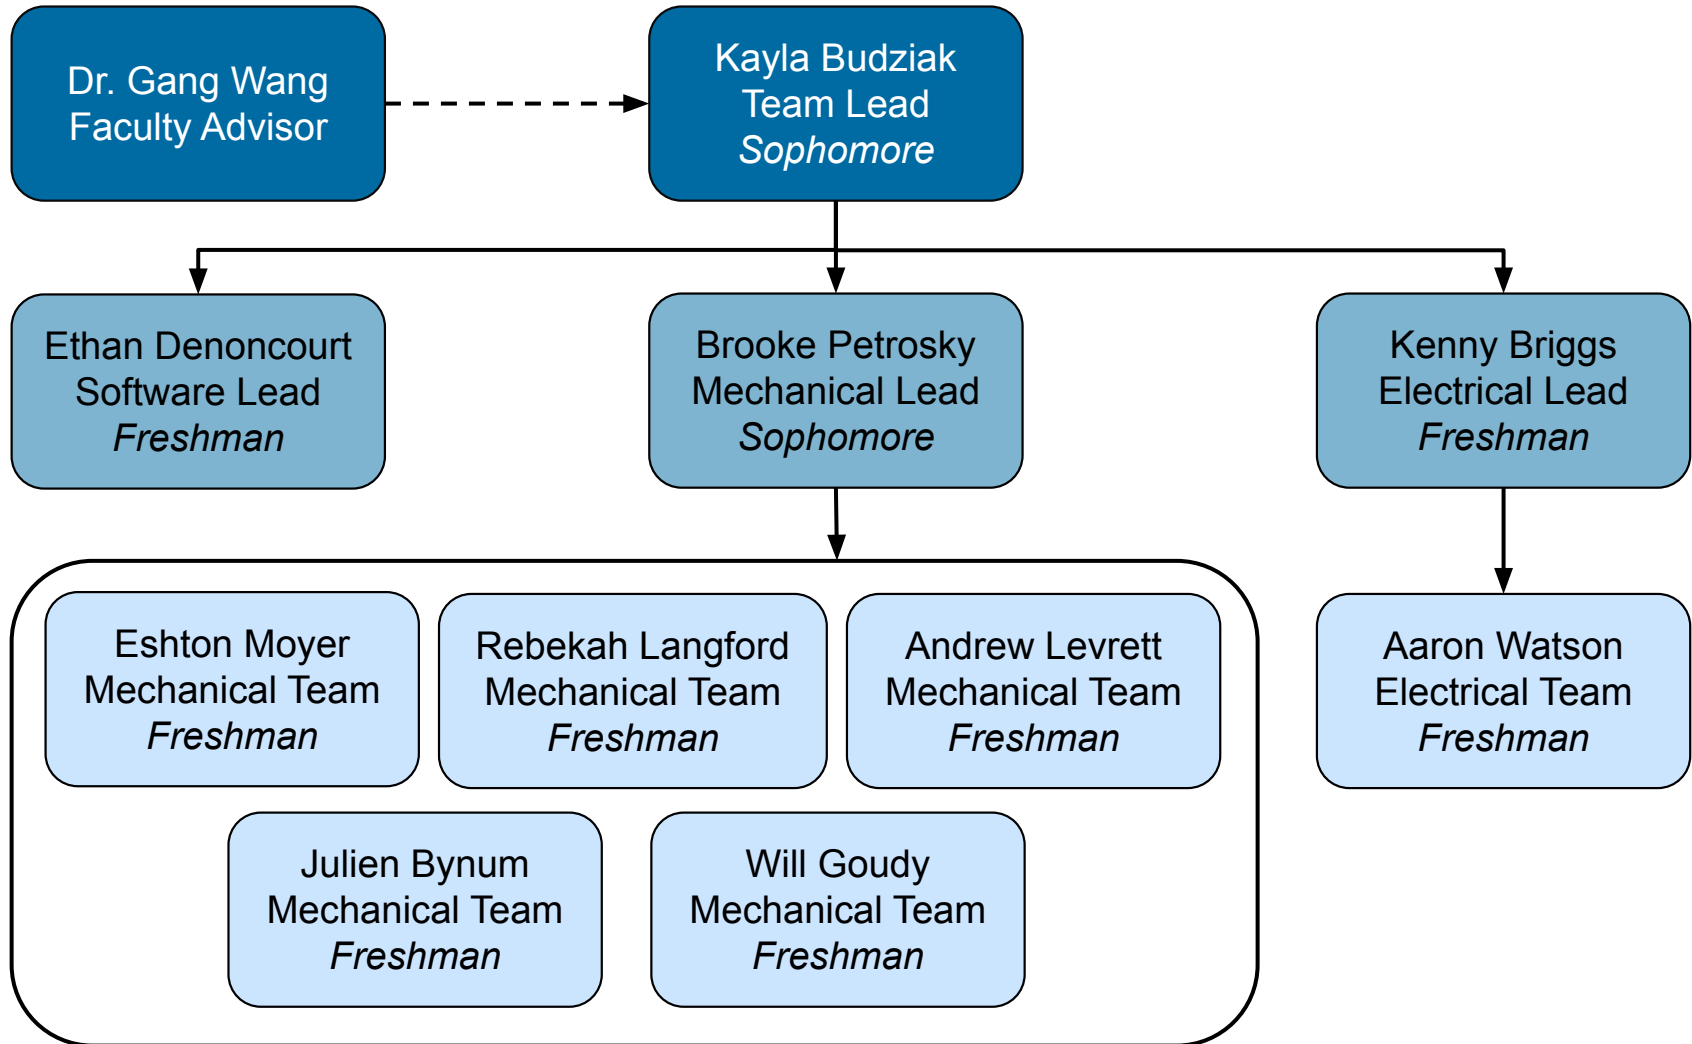 Dr. Gang Wang
Faculty Advisor
Kayla Budziak
Team Lead
Sophomore
Ethan Denoncourt
Software Lead
Freshman
Brooke Petrosky
Mechanical Lead
Sophomore
Kenny Briggs
Electrical Lead
Freshman
Eshton Moyer
Mechanical Team
Freshman
Rebekah Langford
Mechanical Team
Freshman
Andrew Levrett
Mechanical Team
Freshman
Aaron Watson
Electrical Team
Freshman
Julien Bynum
Mechanical Team
Freshman
Will Goudy
Mechanical Team
Freshman